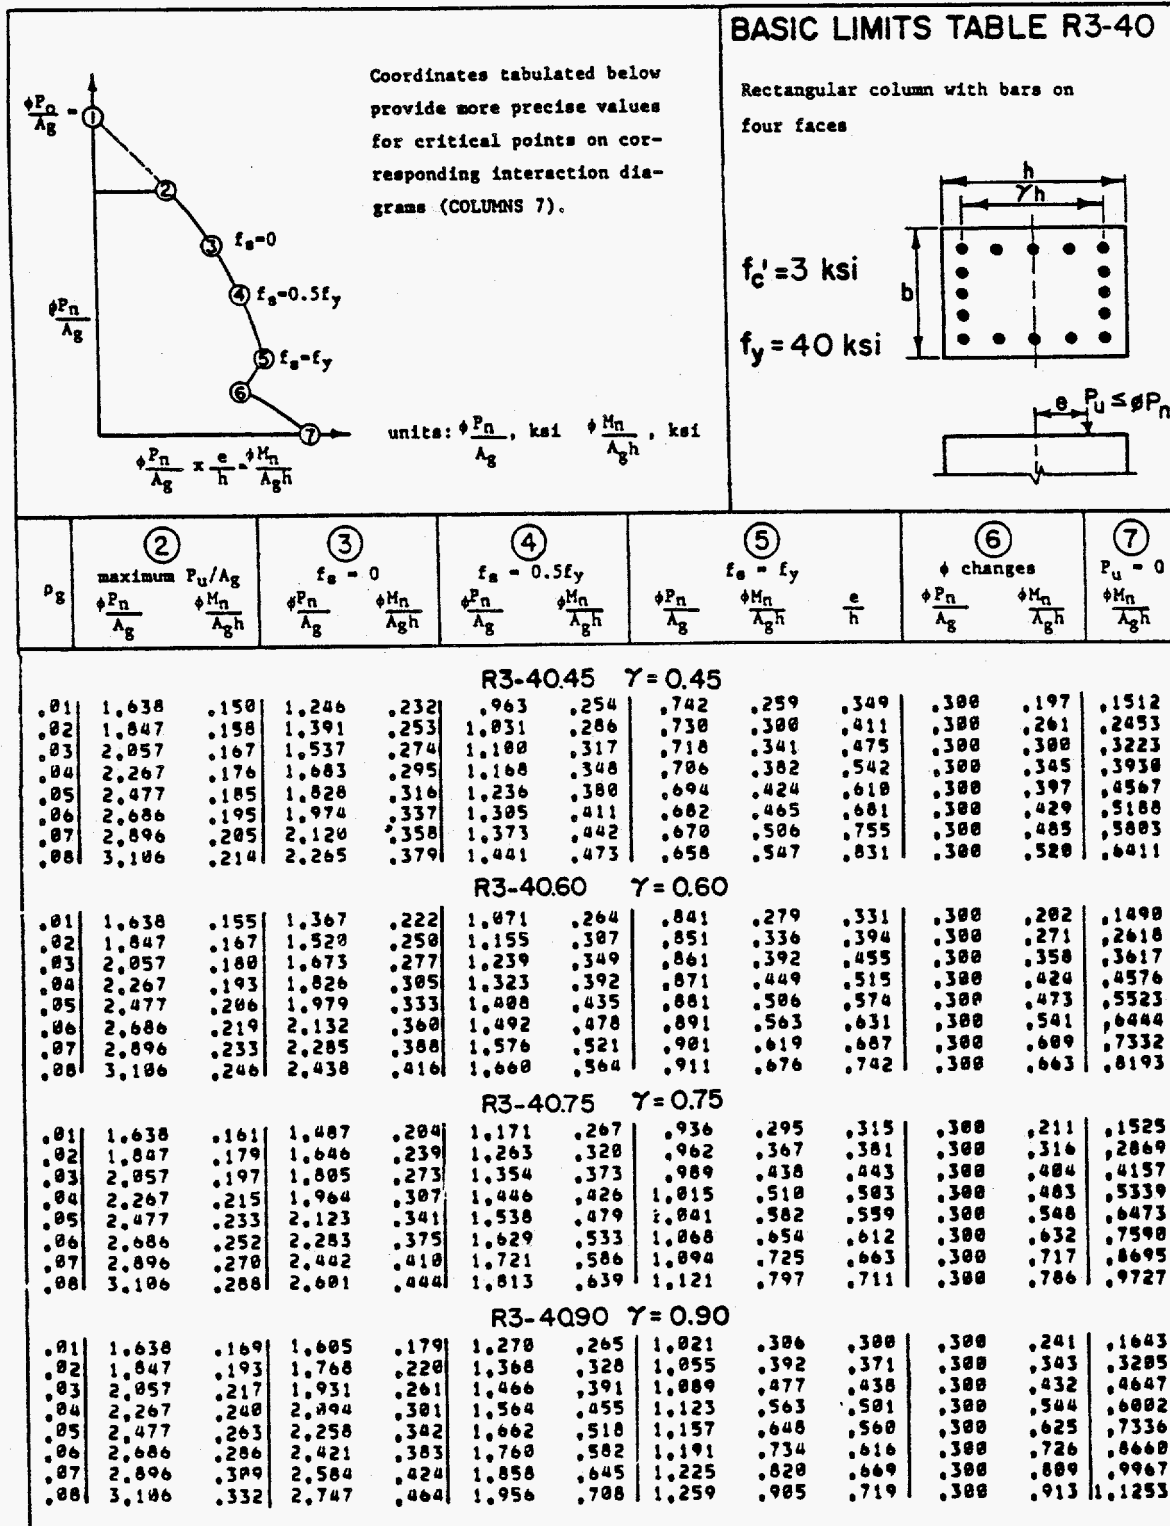 BASIC LIMITS TABLE R3-40
Coordinates tabulated below
provide more precise values
for critical points on cor-
responding interaction dia-
grams (COLUMNS 7).
Rectangular column with bars on
four faces
φPo/Ag = ①
②
③ fs=0
④ fs=0.5fy
⑤ fs=fy
⑥
⑦
φPn/Ag
φPn/Ag x e/h = φMn/Agh
units: φPn/Ag, ksi φMn/Agh, ksi
h
γh
b
fc' = 3 ksi
fy = 40 ksi
e Pu ≤ øPn
② ③ ④ ⑤ ⑥ ⑦
ρg maximum Pu/Ag fs = 0 fs = 0.5fy fs = fy φ changes Pu = 0
φPn/Ag φMn/Agh φPn/Ag φMn/Agh φPn/Ag φMn/Agh φPn/Ag φMn/Agh e/h φPn/Ag φMn/Agh φMn/Agh
R3-40.45 γ = 0.45
.01 1.638 .150 1.246 .232 .963 .254 .742 .259 .349 .300 .197 .1512
.02 1.847 .158 1.391 .253 1.031 .286 .730 .300 .411 .300 .261 .2453
.03 2.057 .167 1.537 .274 1.100 .317 .718 .341 .475 .300 .300 .3223
.04 2.267 .176 1.683 .295 1.168 .348 .706 .382 .542 .300 .345 .3930
.05 2.477 .185 1.828 .316 1.236 .380 .694 .424 .610 .300 .397 .4567
.06 2.686 .195 1.974 .337 1.305 .411 .682 .465 .681 .300 .429 .5188
.07 2.896 .205 2.120 .358 1.373 .442 .670 .506 .755 .300 .485 .5803
.08 3.106 .214 2.265 .379 1.441 .473 .658 .547 .831 .300 .520 .6411
R3-40.60 γ = 0.60
.01 1.638 .155 1.367 .222 1.071 .264 .841 .279 .331 .300 .202 .1490
.02 1.847 .167 1.520 .250 1.155 .307 .851 .336 .394 .300 .271 .2618
.03 2.057 .180 1.673 .277 1.239 .349 .861 .392 .455 .300 .358 .3617
.04 2.267 .193 1.826 .305 1.323 .392 .871 .449 .515 .300 .424 .4576
.05 2.477 .206 1.979 .333 1.408 .435 .881 .506 .574 .300 .473 .5523
.06 2.686 .219 2.132 .360 1.492 .478 .891 .563 .631 .300 .541 .6444
.07 2.896 .233 2.285 .388 1.576 .521 .901 .619 .687 .300 .609 .7332
.08 3.106 .246 2.438 .416 1.660 .564 .911 .676 .742 .300 .663 .8193
R3-40.75 γ = 0.75
.01 1.638 .161 1.487 .204 1.171 .267 .936 .295 .315 .300 .211 .1525
.02 1.847 .179 1.646 .239 1.263 .320 .962 .367 .381 .300 .316 .2869
.03 2.057 .197 1.805 .273 1.354 .373 .989 .438 .443 .300 .404 .4157
.04 2.267 .215 1.964 .307 1.446 .426 1.015 .510 .503 .300 .483 .5339
.05 2.477 .233 2.123 .341 1.538 .479 1.041 .582 .559 .300 .548 .6473
.06 2.686 .252 2.283 .375 1.629 .533 1.068 .654 .612 .300 .632 .7590
.07 2.896 .270 2.442 .410 1.721 .586 1.094 .725 .663 .300 .717 .8695
.08 3.106 .288 2.601 .444 1.813 .639 1.121 .797 .711 .300 .786 .9727
R3-40.90 γ = 0.90
.01 1.638 .169 1.605 .179 1.270 .265 1.021 .306 .300 .300 .241 .1643
.02 1.847 .193 1.768 .220 1.368 .328 1.055 .392 .371 .300 .343 .3205
.03 2.057 .217 1.931 .261 1.466 .391 1.089 .477 .438 .300 .432 .4647
.04 2.267 .240 2.094 .301 1.564 .455 1.123 .563 .501 .300 .544 .6002
.05 2.477 .263 2.258 .342 1.662 .518 1.157 .648 .560 .300 .625 .7336
.06 2.686 .286 2.421 .383 1.760 .582 1.191 .734 .616 .300 .726 .8660
.07 2.896 .309 2.584 .424 1.858 .645 1.225 .820 .669 .300 .809 .9967
.08 3.106 .332 2.747 .464 1.956 .708 1.259 .905 .719 .300 .913 1.1253